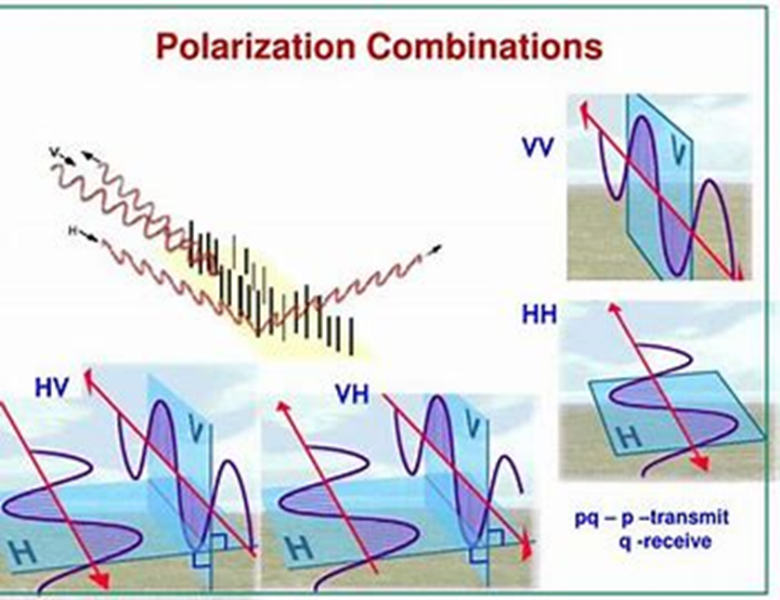 Polarization Combinations
V
H
VV
V
HH
H
HV
V
H
VH
V
H
pq – p –transmit
q -receive